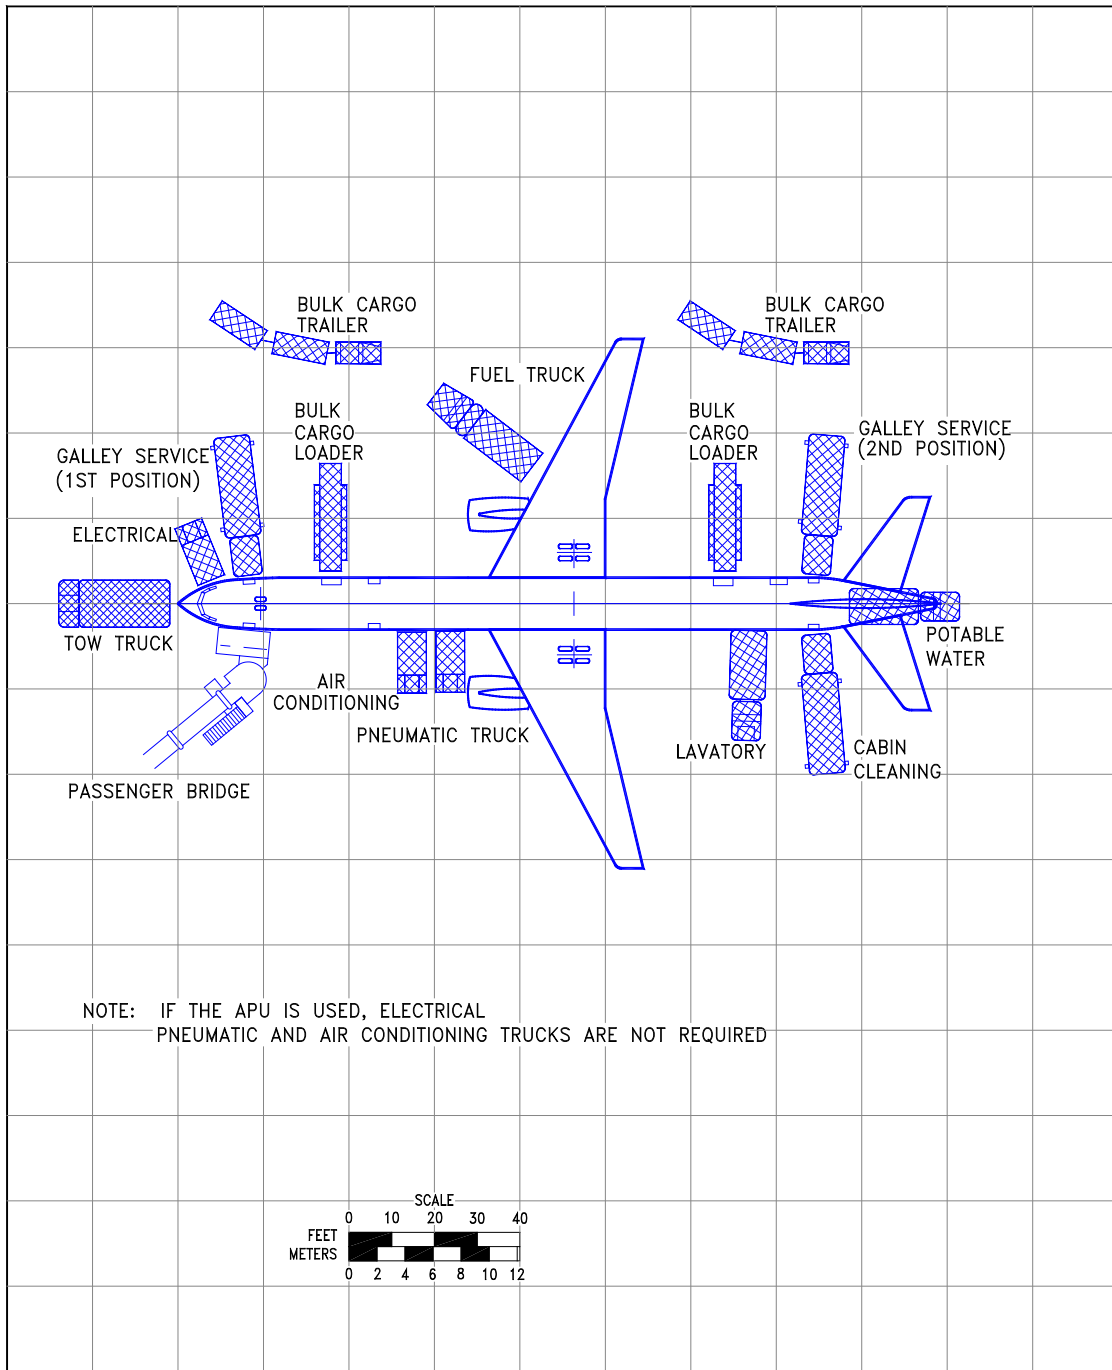 BULK CARGO
TRAILER
BULK CARGO
TRAILER
FUEL TRUCK
BULK
CARGO
LOADER
BULK
CARGO
LOADER
GALLEY SERVICE
(2ND POSITION)
GALLEY SERVICE
(1ST POSITION)
ELECTRICAL
TOW TRUCK
POTABLE
WATER
AIR
CONDITIONING
PNEUMATIC TRUCK
LAVATORY
CABIN
CLEANING
PASSENGER BRIDGE
NOTE: IF THE APU IS USED, ELECTRICAL
PNEUMATIC AND AIR CONDITIONING TRUCKS ARE NOT REQUIRED
SCALE
0 10 20 30 40
FEET
METERS
0 2 4 6 8 10 12